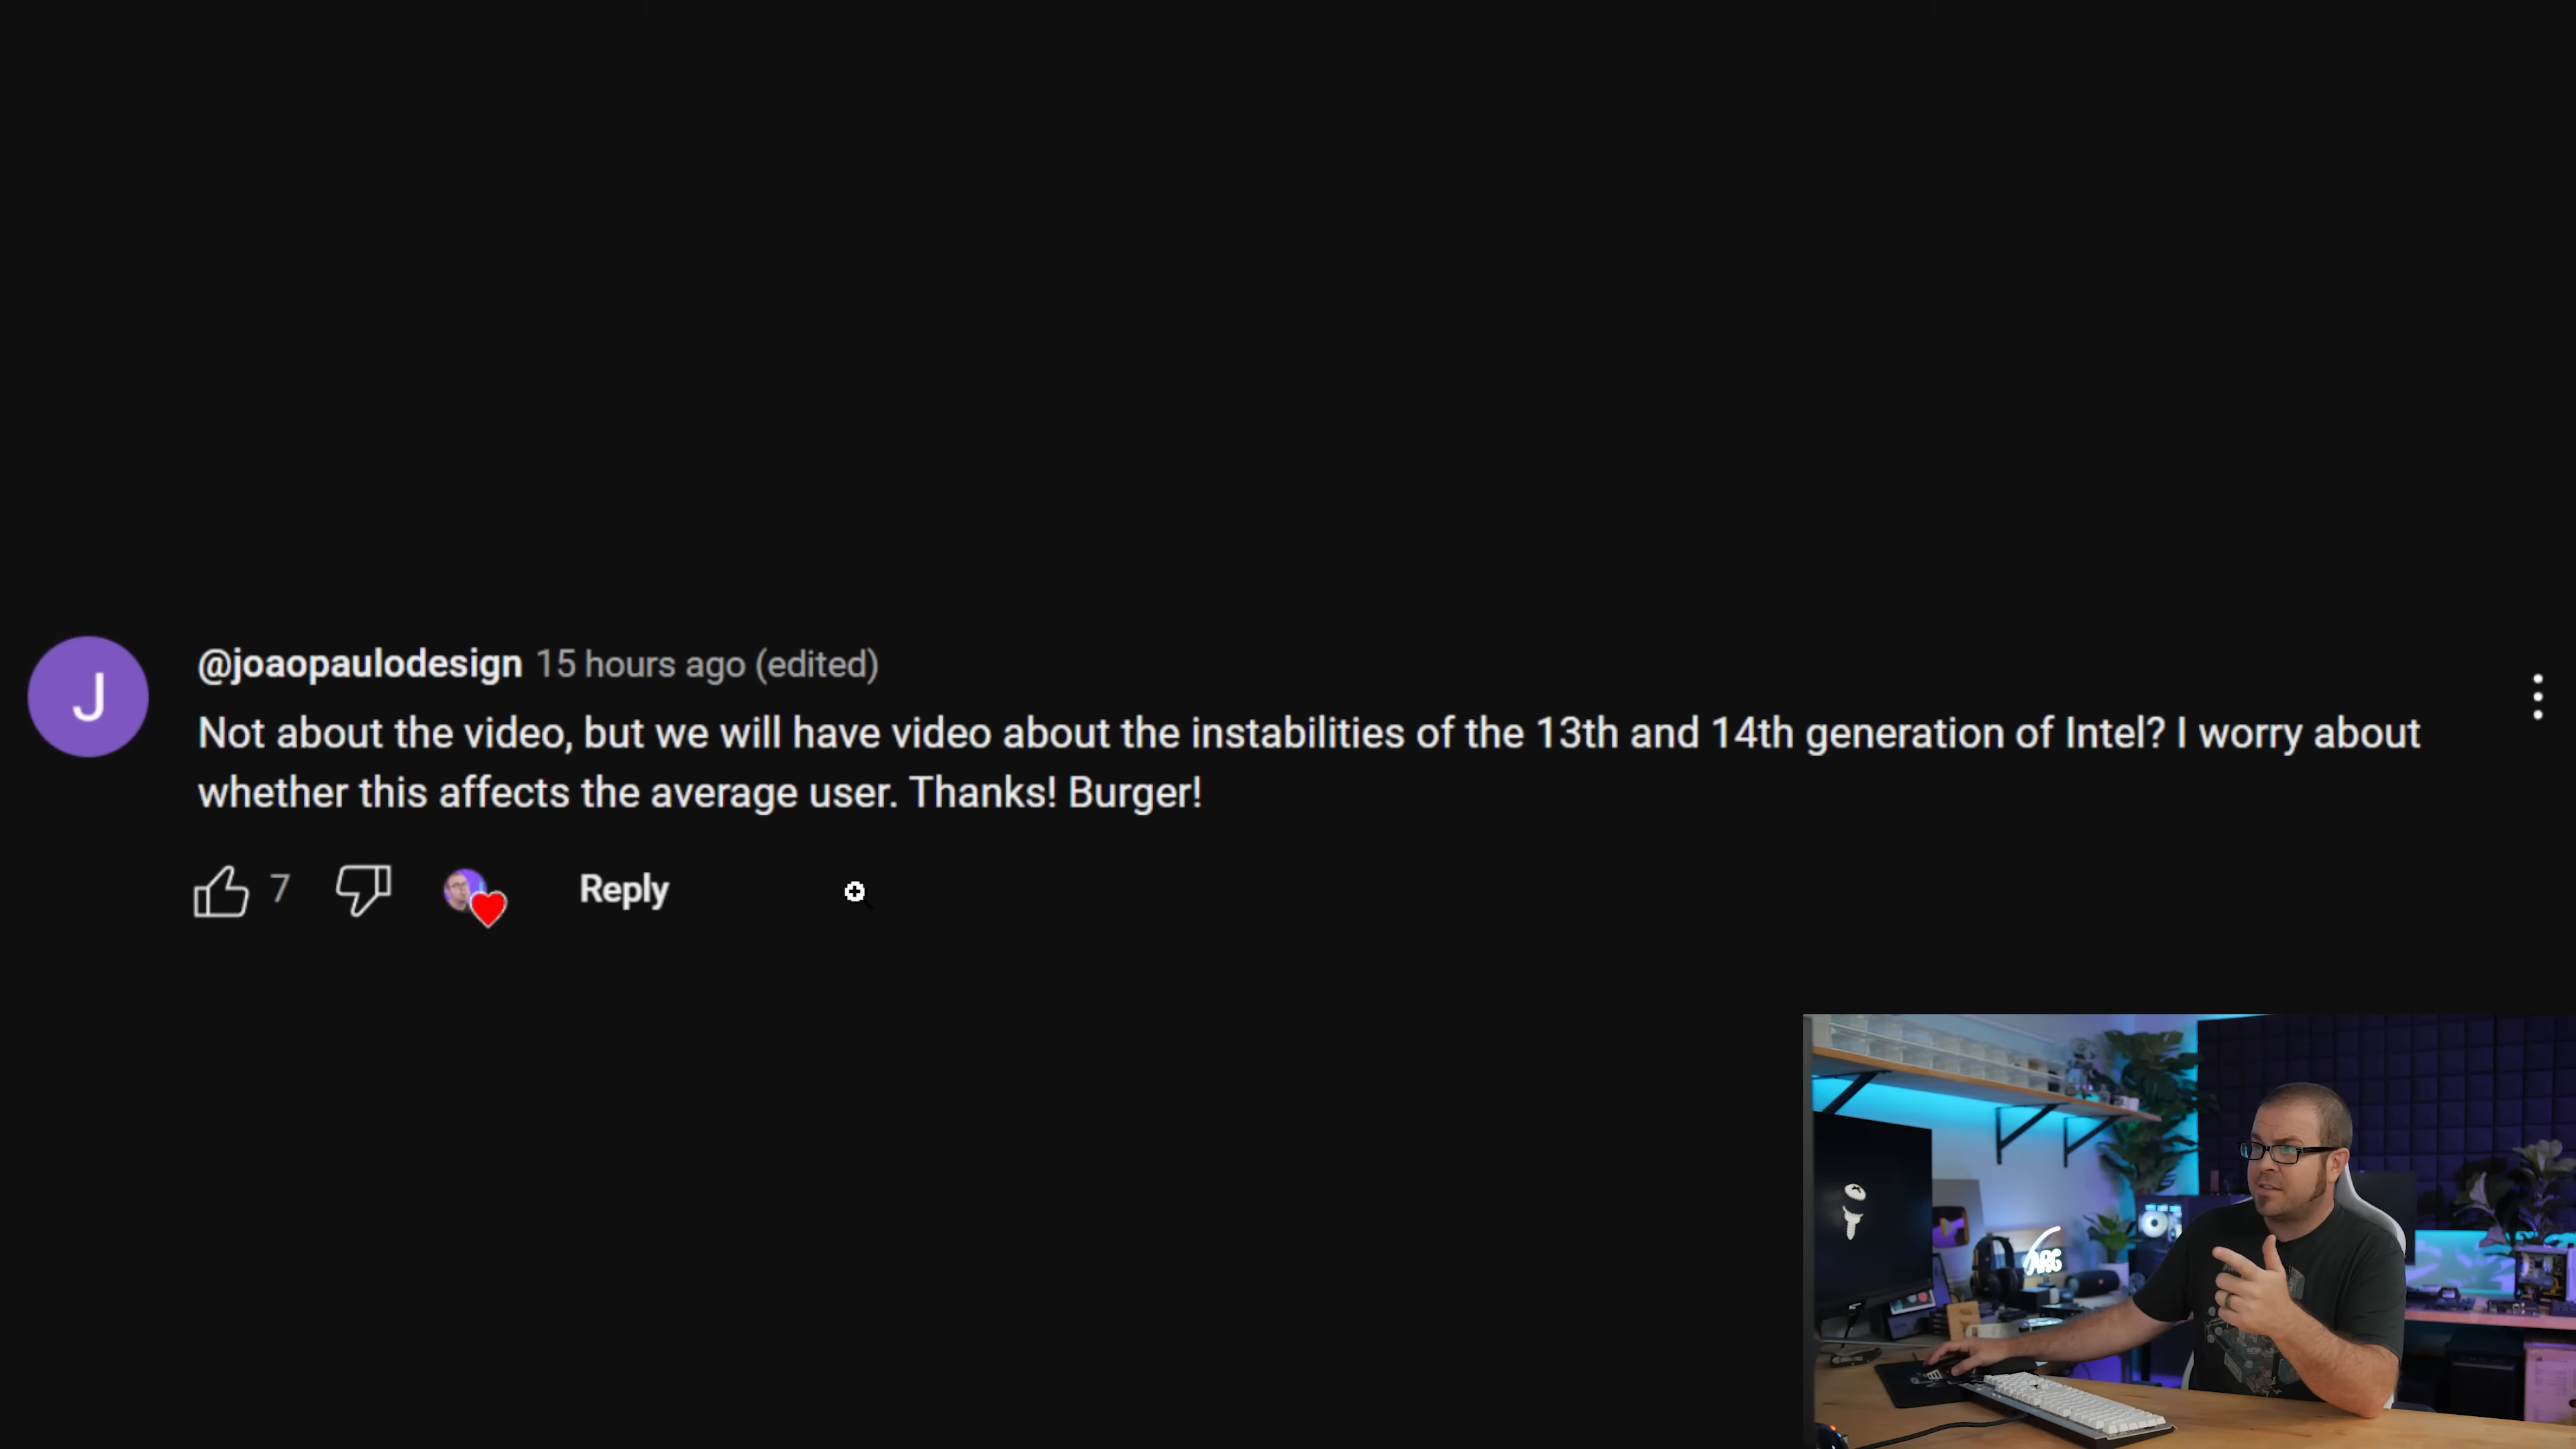 J
@joaopaulodesign 15 hours ago (edited)
Not about the video, but we will have video about the instabilities of the 13th and 14th generation of Intel? I worry about
whether this affects the average user. Thanks! Burger!
7
Reply
ARC